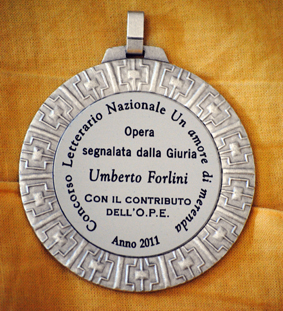 Concorso Letterario Nazionale Un amore di merenda
Opera
segnalata dalla Giuria
Umberto Forlini
CON IL CONTRIBUTO
DELL'O.P.E.
Anno 2011